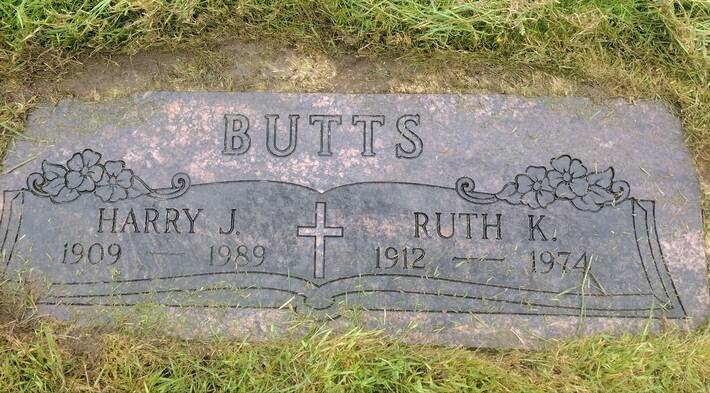 BUTTS
HARRY J.
1909 — 1989
RUTH K.
1912 — 1974